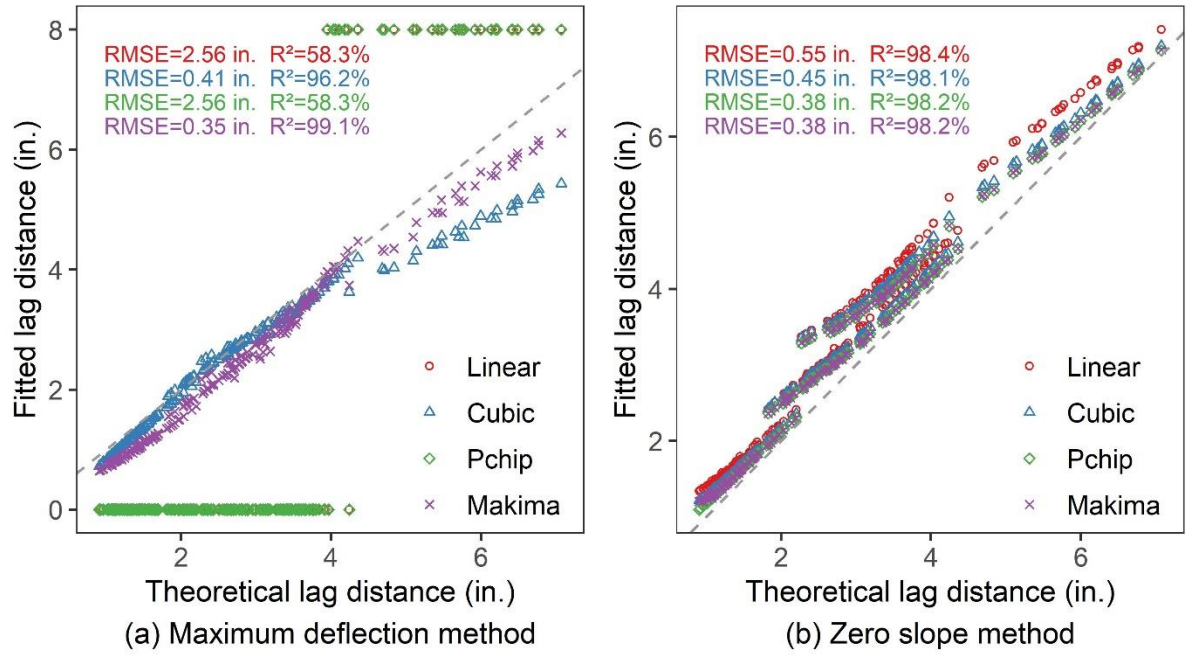 8
6
4
2
0
Fitted lag distance (in.)
RMSE=2.56 in. R²=58.3%
RMSE=0.41 in. R²=96.2%
RMSE=2.56 in. R²=58.3%
RMSE=0.35 in. R²=99.1%
Linear
Cubic
Pchip
Makima
2 4 6
Theoretical lag distance (in.)
(a) Maximum deflection method
6
4
2
Fitted lag distance (in.)
RMSE=0.55 in. R²=98.4%
RMSE=0.45 in. R²=98.1%
RMSE=0.38 in. R²=98.2%
RMSE=0.38 in. R²=98.2%
Linear
Cubic
Pchip
Makima
2 4 6
Theoretical lag distance (in.)
(b) Zero slope method